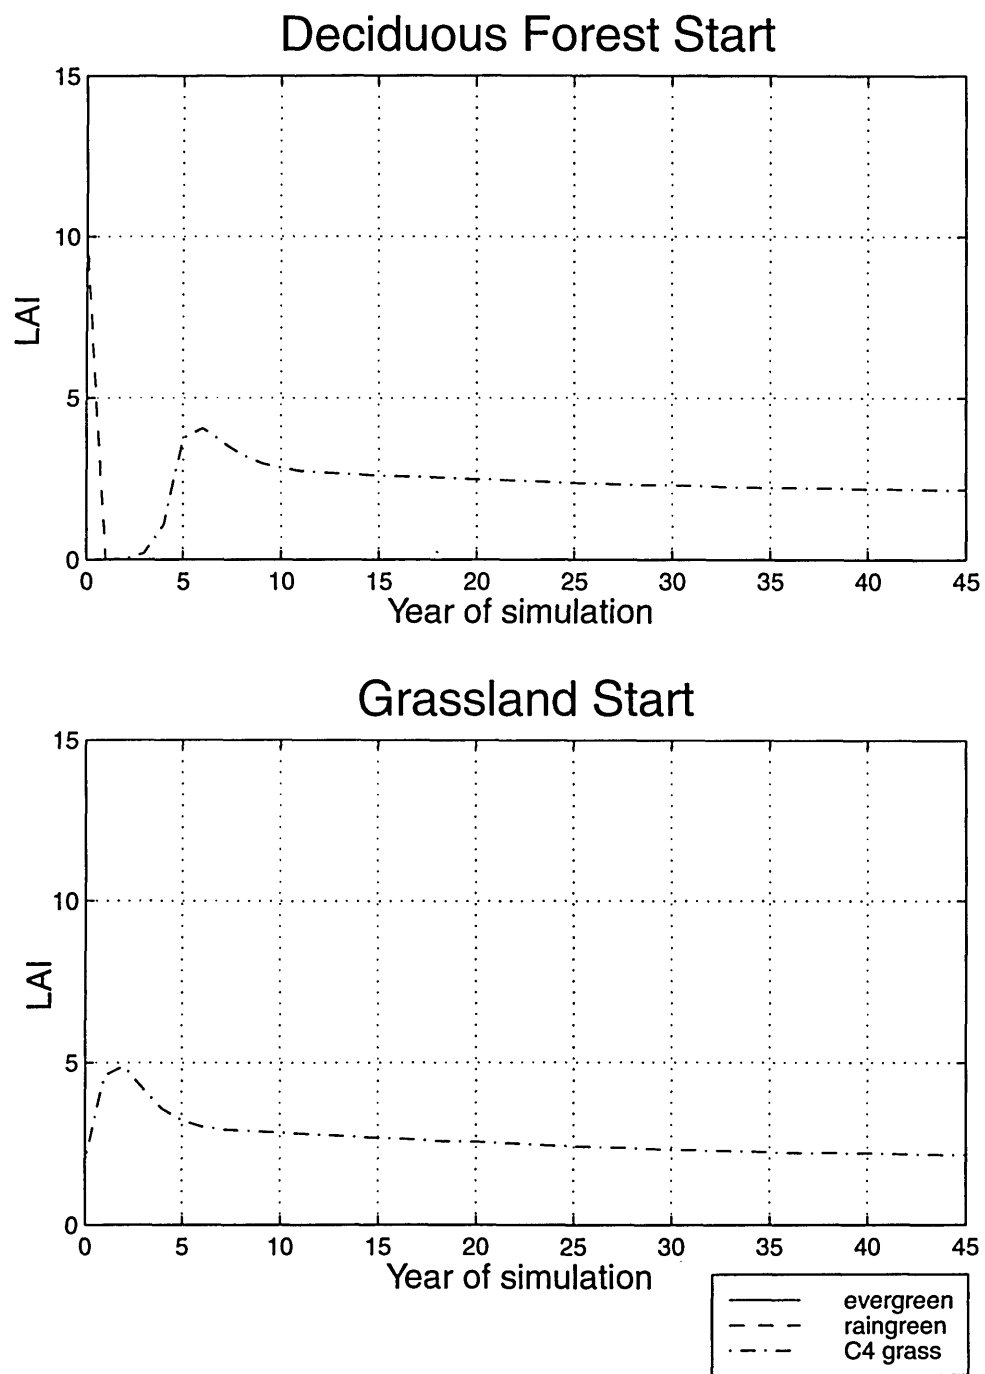 Deciduous Forest Start
15
10
5
0
LAI
0 5 10 15 20 25 30 35 40 45
Year of simulation
Grassland Start
15
10
5
0
LAI
0 5 10 15 20 25 30 35 40 45
Year of simulation
evergreen
raingreen
C4 grass